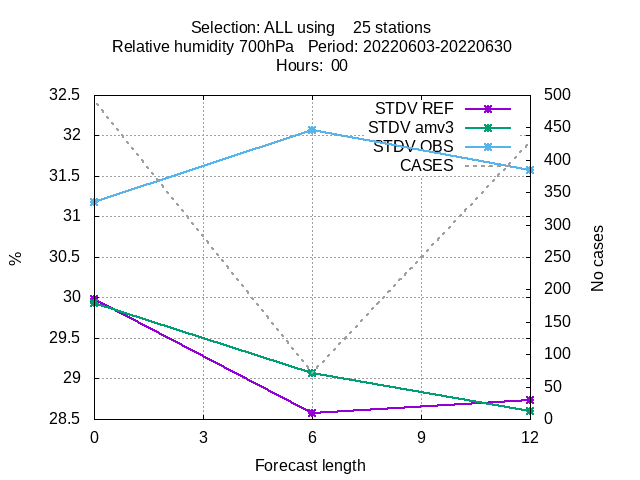 Selection: ALL using    25 stations
Relative humidity 700hPa   Period: 20220603-20220630
Hours:  00
32.5
32
31.5
31
30.5
30
29.5
29
28.5
%
STDV REF
STDV amv3
STDV OBS
CASES
500
450
400
350
300
250
200
150
100
50
0
No cases
0 3 6 9 12
Forecast length